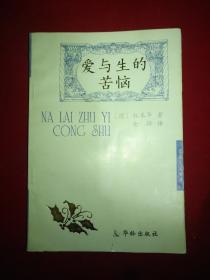 爱与生的
苦恼
NA LAI ZHU YI
CONG SHU
[德] 叔本华 著
金铃 译
华龄出版社